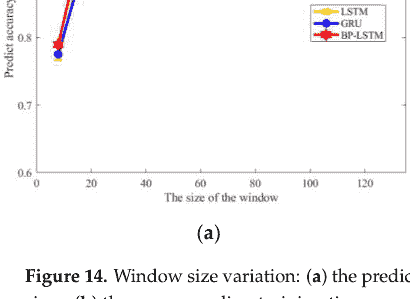 Predict accuracy
LSTM
GRU
BP-LSTM
0.8
0.7
0.6
0 20 40 60 80 100 120
The size of the window
(a)
Figure 14. Window size variation: (a) the predic